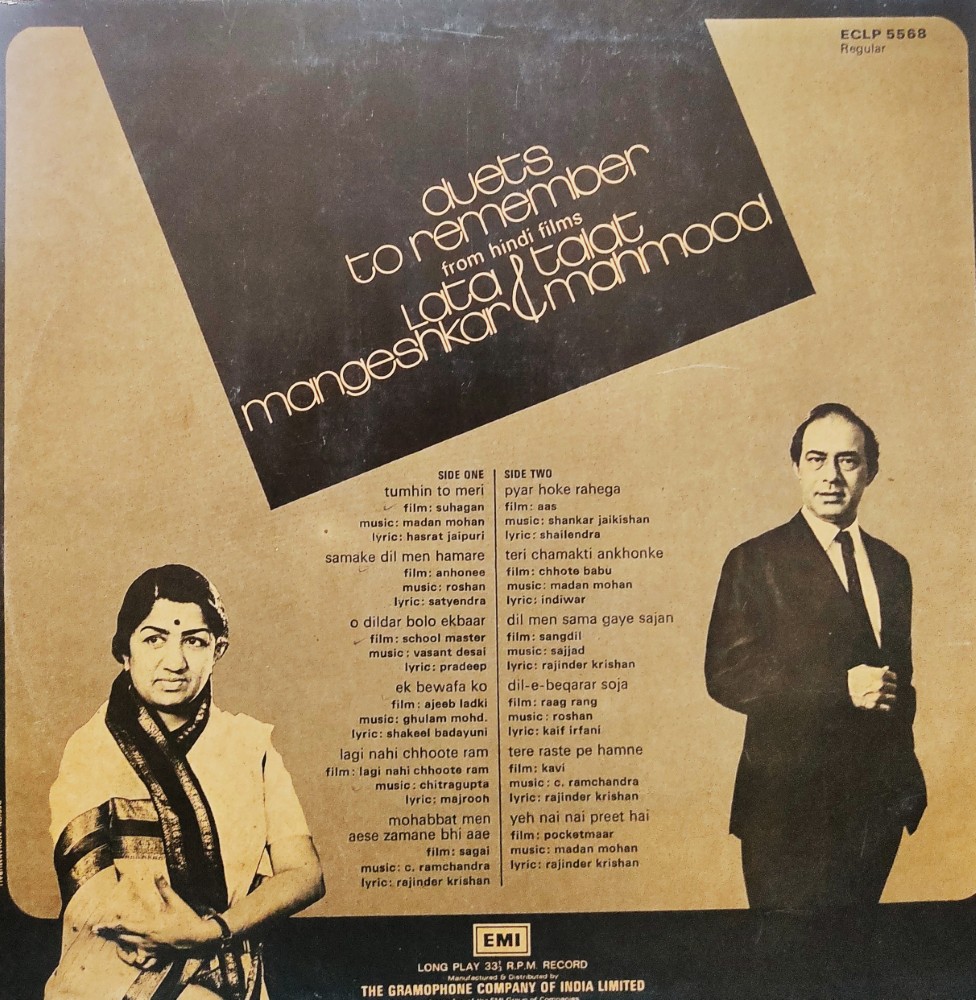 ECLP 5568
Regular
duets
to remember
from hindi films
Lata talat
mangeshkar & mahmood
SIDE ONE
tumhin to meri
film: suhagan
music: madan mohan
lyric: hasrat jaipuri
samake dil men hamare
film: anhonee
music: roshan
lyric: satyendra
o dildar bolo ekbaar
film: school master
music: vasant desai
lyric: pradeep
ek bewafa ko
film: ajeeb ladki
music: ghulam mohd.
lyric: shakeel badayuni
lagi nahi chhoote ram
film: lagi nahi chhoote ram
music: chitragupta
lyric: majrooh
mohabbat men
aese zamane bhi aae
film: sagai
music: c. ramchandra
lyric: rajinder krishan
SIDE TWO
pyar hoke rahega
film: aas
music: shankar jaikishan
lyric: shailendra
teri chamakti ankhonke
film: chhote babu
music: madan mohan
lyric: indiwar
dil men sama gaye sajan
film: sangdil
music: sajjad
lyric: rajinder krishan
dil-e-beqarar soja
film: raag rang
music: roshan
lyric: kaif irfani
tere raste pe hamne
film: kavi
music: c. ramchandra
lyric: rajinder krishan
yeh nai nai preet hai
film: pocketmaar
music: madan mohan
lyric: rajinder krishan
EMI
LONG PLAY 33⅓ R.P.M. RECORD
Manufactured & Distributed by
THE GRAMOPHONE COMPANY OF INDIA LIMITED